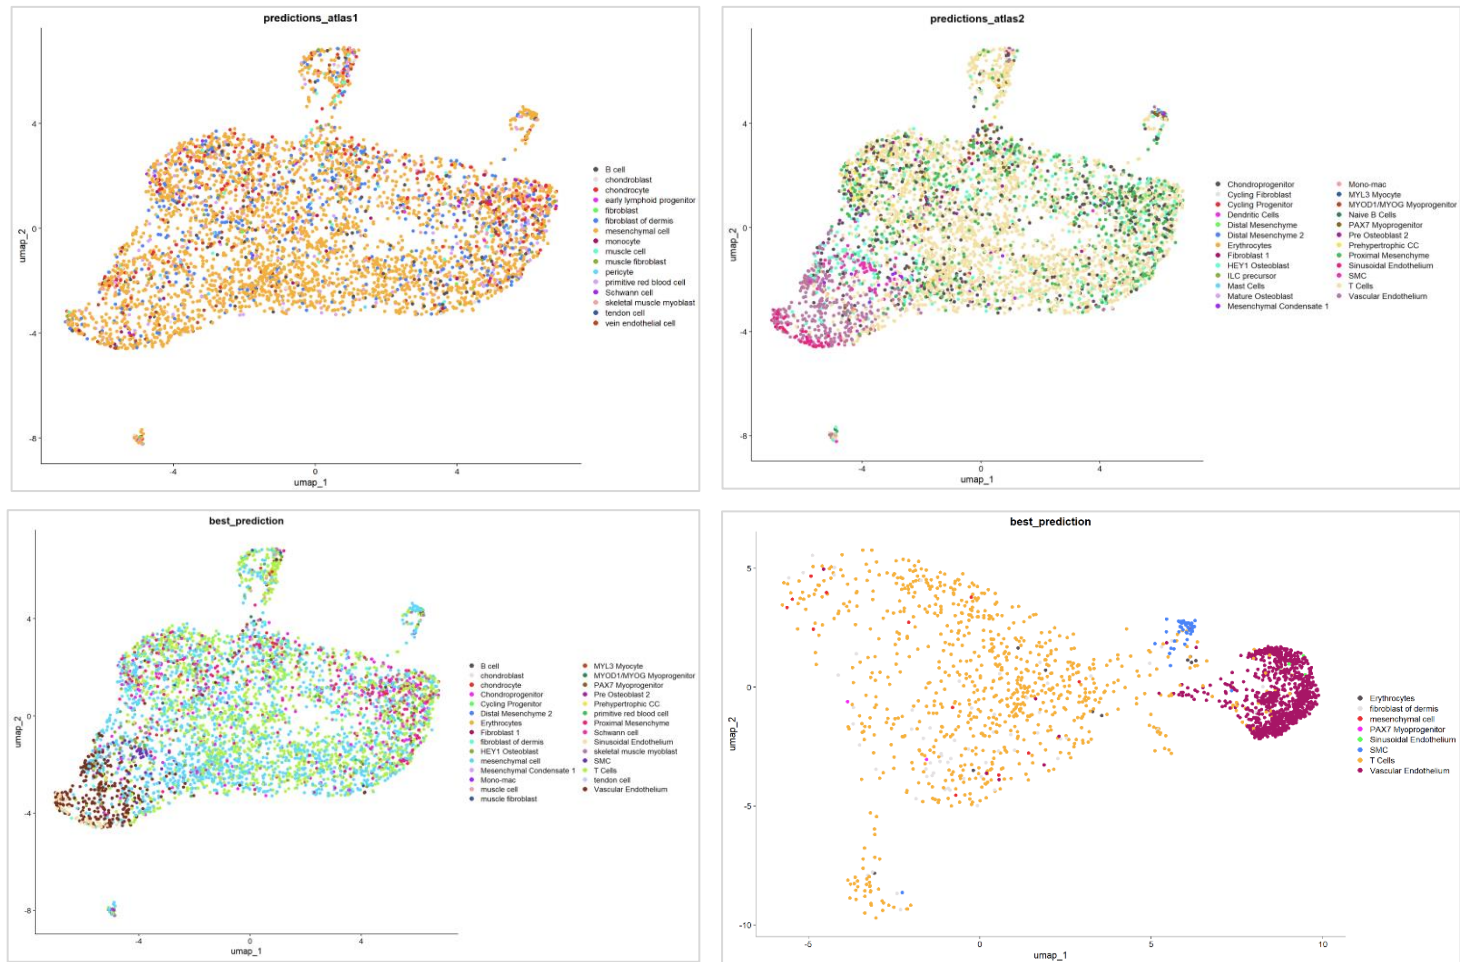 predictions_atlas1
4
0
-4
-8
umap_2
-4
0
4
umap_1
B cell
chondroblast
chondrocyte
early lymphoid progenitor
fibroblast
fibroblast of dermis
mesenchymal cell
monocyte
muscle cell
muscle fibroblast
pericyte
primitive red blood cell
Schwann cell
skeletal muscle myoblast
tendon cell
vein endothelial cell
predictions_atlas2
4
0
-4
-8
umap_2
-4
0
4
umap_1
Chondroprogenitor
Cycling Fibroblast
Cycling Progenitor
Dendritic Cells
Distal Mesenchyme
Distal Mesenchyme 2
Erythrocytes
Fibroblast 1
HEY1 Osteoblast
ILC precursor
Mast Cells
Mature Osteoblast
Mesenchymal Condensate 1
Mono-mac
MYL3 Myocyte
MYOD1/MYOG Myoprogenitor
Naive B Cells
PAX7 Myoprogenitor
Pre Osteoblast 2
Prehypertrophic CC
Proximal Mesenchyme
Sinusoidal Endothelium
SMC
T Cells
Vascular Endothelium
best_prediction
4
0
-4
-8
umap_2
-4
0
4
umap_1
B cell
chondroblast
chondrocyte
Chondroprogenitor
Cycling Progenitor
Distal Mesenchyme 2
Erythrocytes
Fibroblast 1
fibroblast of dermis
HEY1 Osteoblast
mesenchymal cell
Mesenchymal Condensate 1
Mono-mac
muscle cell
muscle fibroblast
MYL3 Myocyte
MYOD1/MYOG Myoprogenitor
PAX7 Myoprogenitor
Pre Osteoblast 2
Prehypertrophic CC
primitive red blood cell
Proximal Mesenchyme
Schwann cell
Sinusoidal Endothelium
skeletal muscle myoblast
SMC
T Cells
tendon cell
Vascular Endothelium
best_prediction
5
0
-5
-10
umap_2
-5
0
5
10
umap_1
Erythrocytes
fibroblast of dermis
mesenchymal cell
PAX7 Myoprogenitor
Sinusoidal Endothelium
SMC
T Cells
Vascular Endothelium